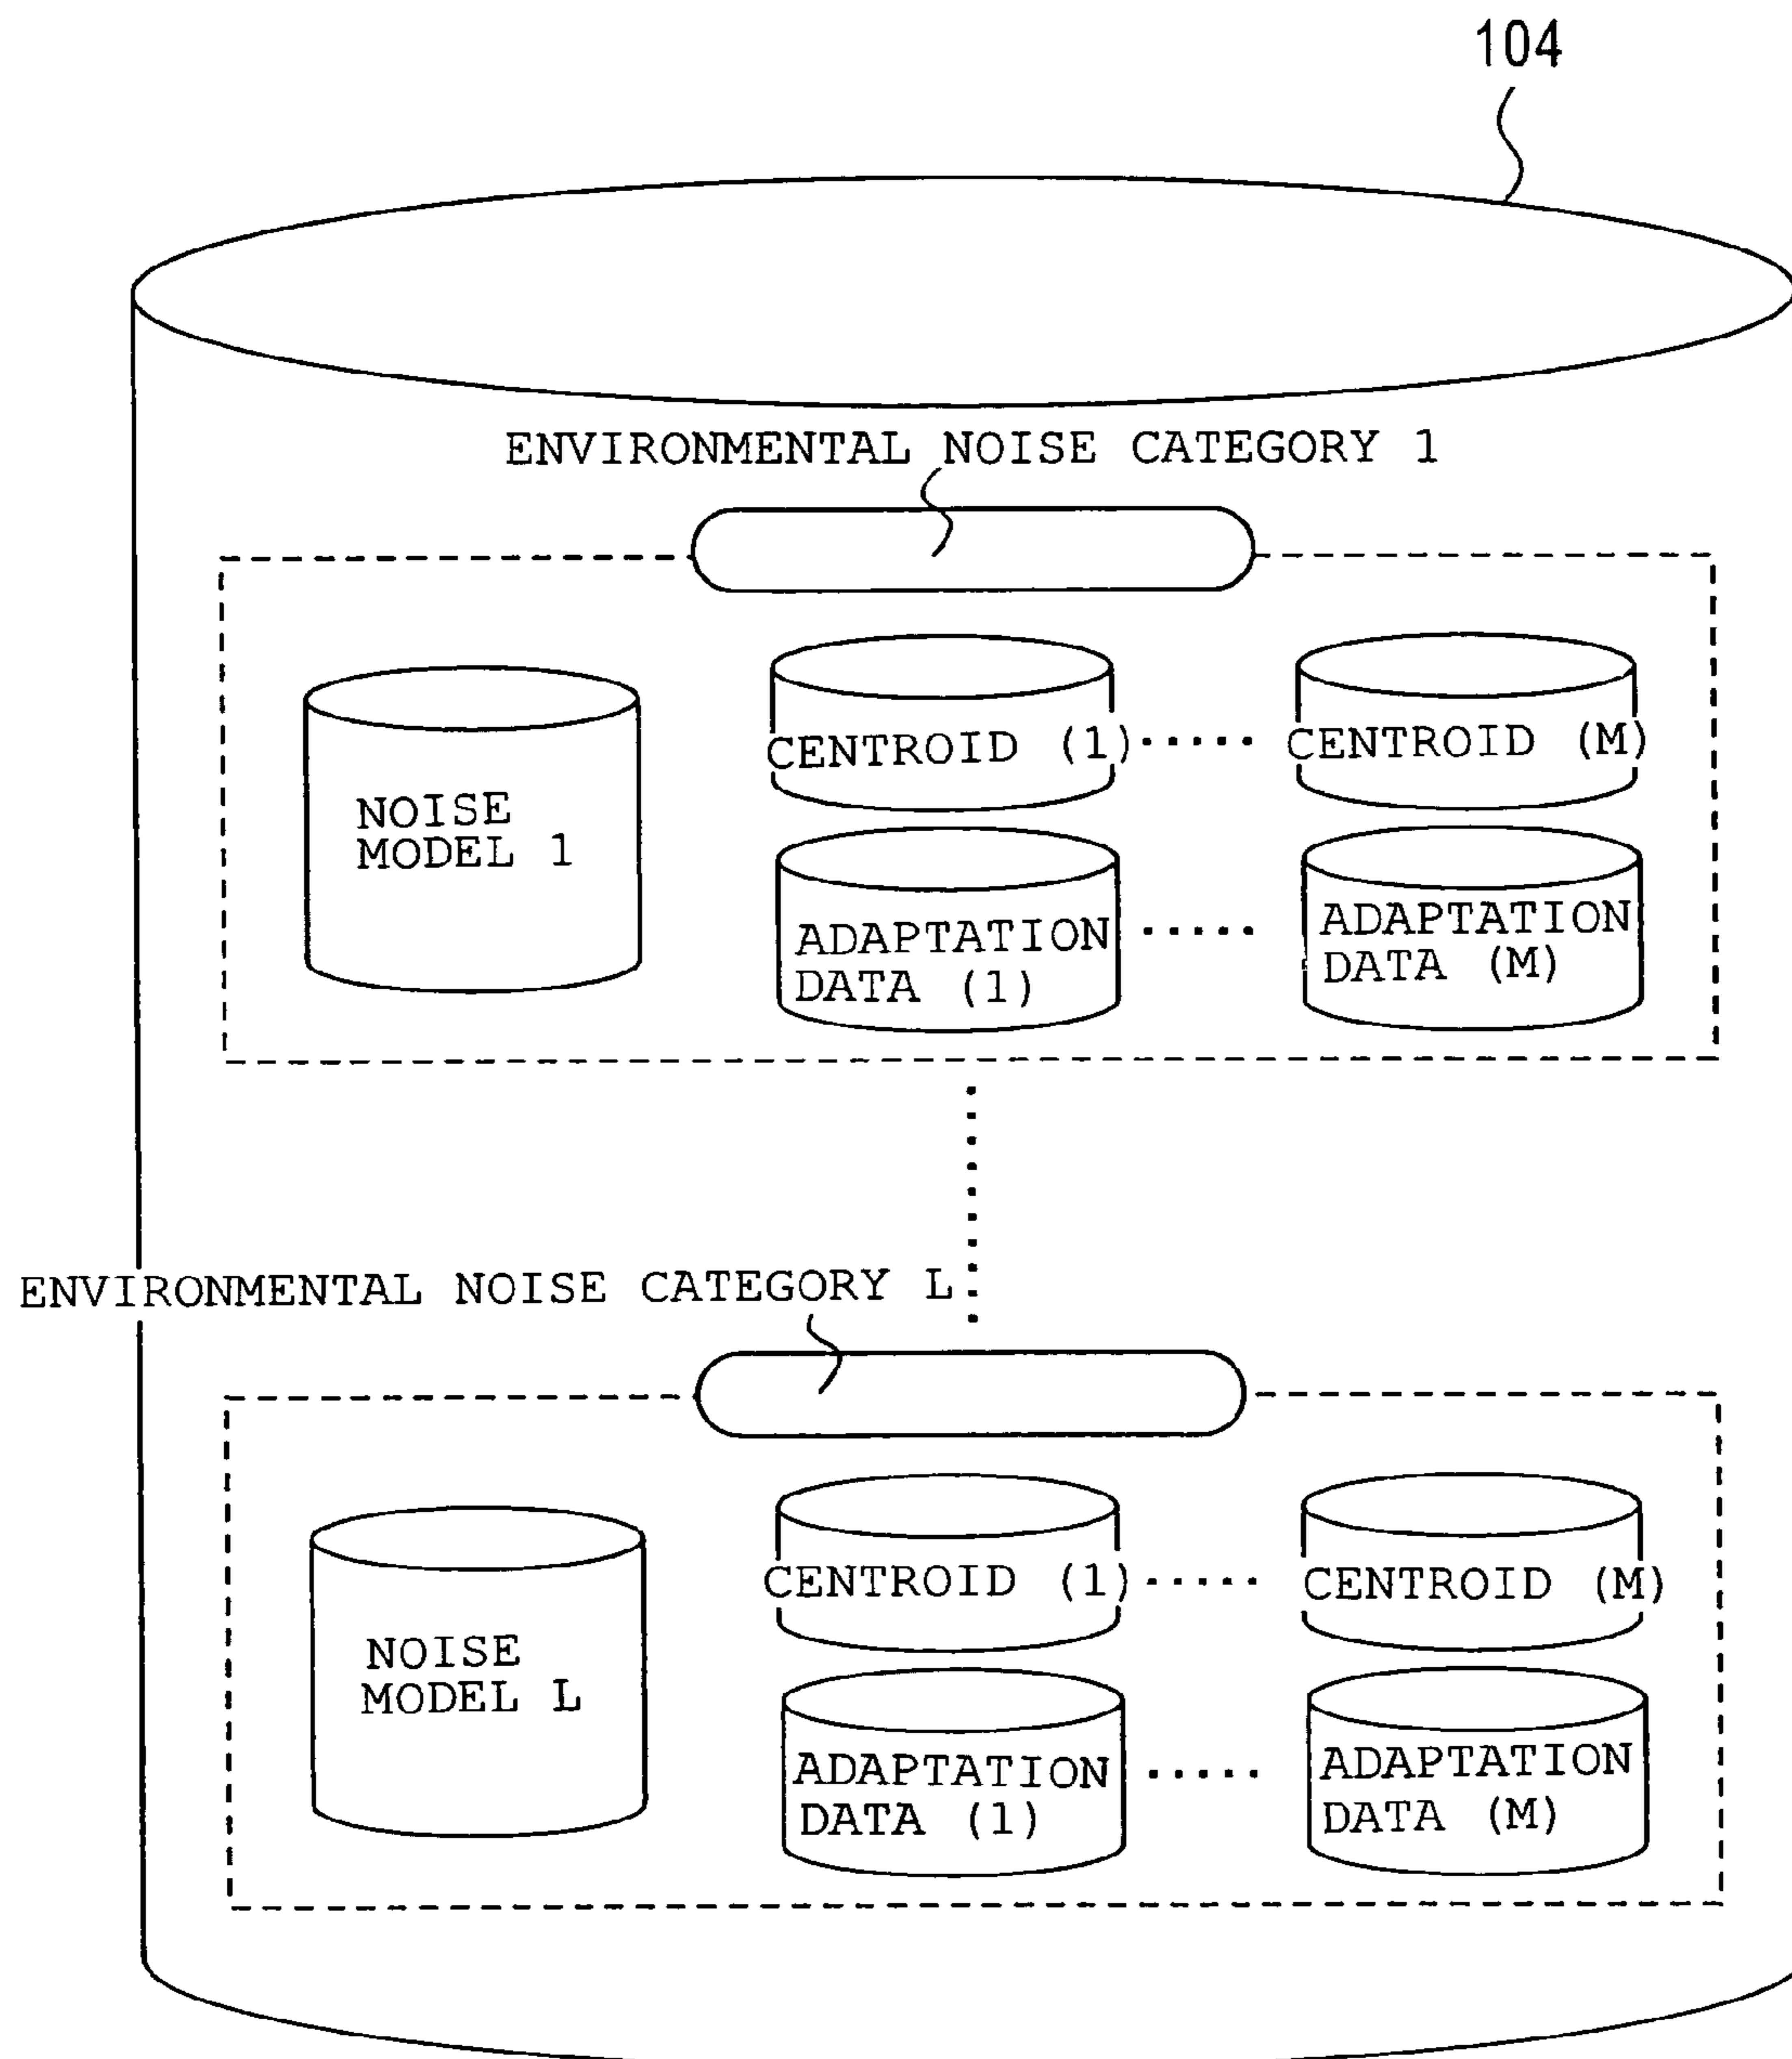 104
ENVIRONMENTAL NOISE CATEGORY 1
NOISE
MODEL 1
CENTROID (1) ..... CENTROID (M)
ADAPTATION
DATA (1)
.....
ADAPTATION
DATA (M)
ENVIRONMENTAL NOISE CATEGORY L
NOISE
MODEL L
CENTROID (1) ..... CENTROID (M)
ADAPTATION
DATA (1)
.....
ADAPTATION
DATA (M)